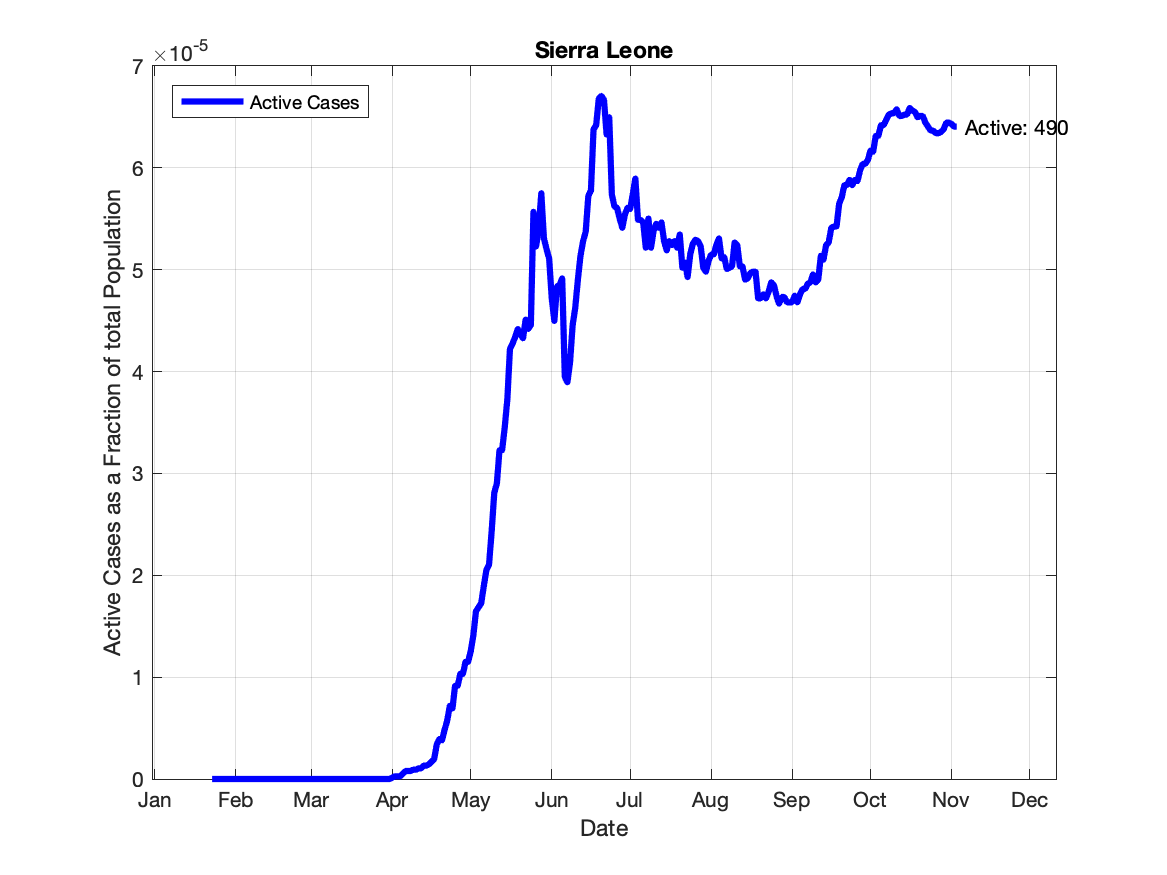 Sierra Leone
×10-5
7
6
5
4
3
2
1
0
Active Cases as a Fraction of total Population
Active Cases
Active: 490
Jan Feb Mar Apr May Jun Jul Aug Sep Oct Nov Dec
Date